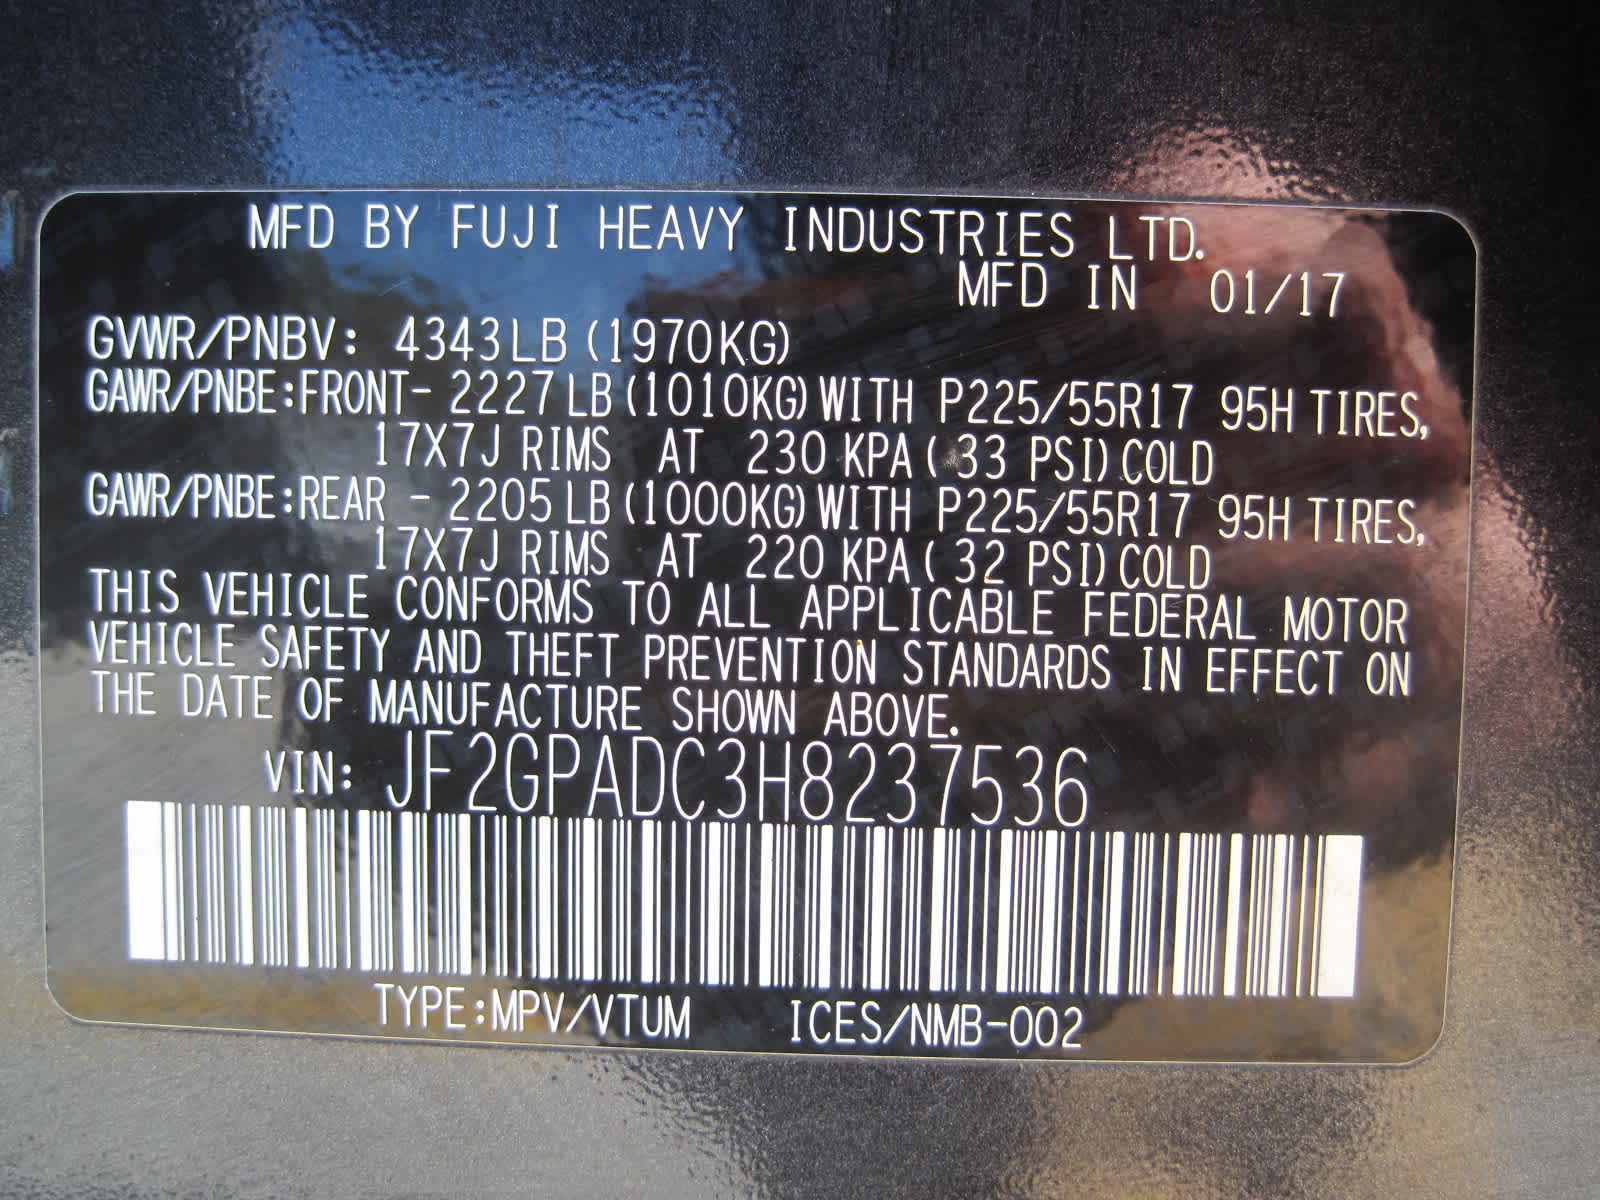 MFD BY FUJI HEAVY INDUSTRIES LTD.
MFD IN 01/17
GVWR/PNBV: 4343LB (1970KG)
GAWR/PNBE:FRONT- 2227LB (1010KG) WITH P225/55R17 95H TIRES,
17X7J RIMS AT 230 KPA( 33 PSI) COLD
GAWR/PNBE:REAR - 2205LB (1000KG) WITH P225/55R17 95H TIRES,
17X7J RIMS AT 220 KPA( 32 PSI) COLD
THIS VEHICLE CONFORMS TO ALL APPLICABLE FEDERAL MOTOR
VEHICLE SAFETY AND THEFT PREVENTION STANDARDS IN EFFECT ON
THE DATE OF MANUFACTURE SHOWN ABOVE.
VIN: JF2GPADC3H8237536
TYPE:MPV/VTUM ICES/NMB-002